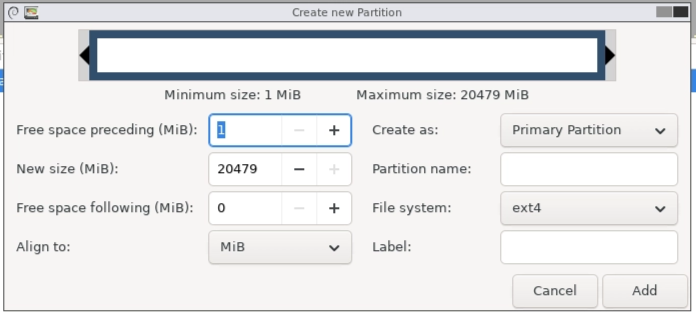 Create new Partition
Minimum size: 1 MiB Maximum size: 20479 MiB
Free space preceding (MiB): 1 Create as: Primary Partition
New size (MiB): 20479 Partition name:
Free space following (MiB): 0 File system: ext4
Align to: MiB Label:
Cancel Add